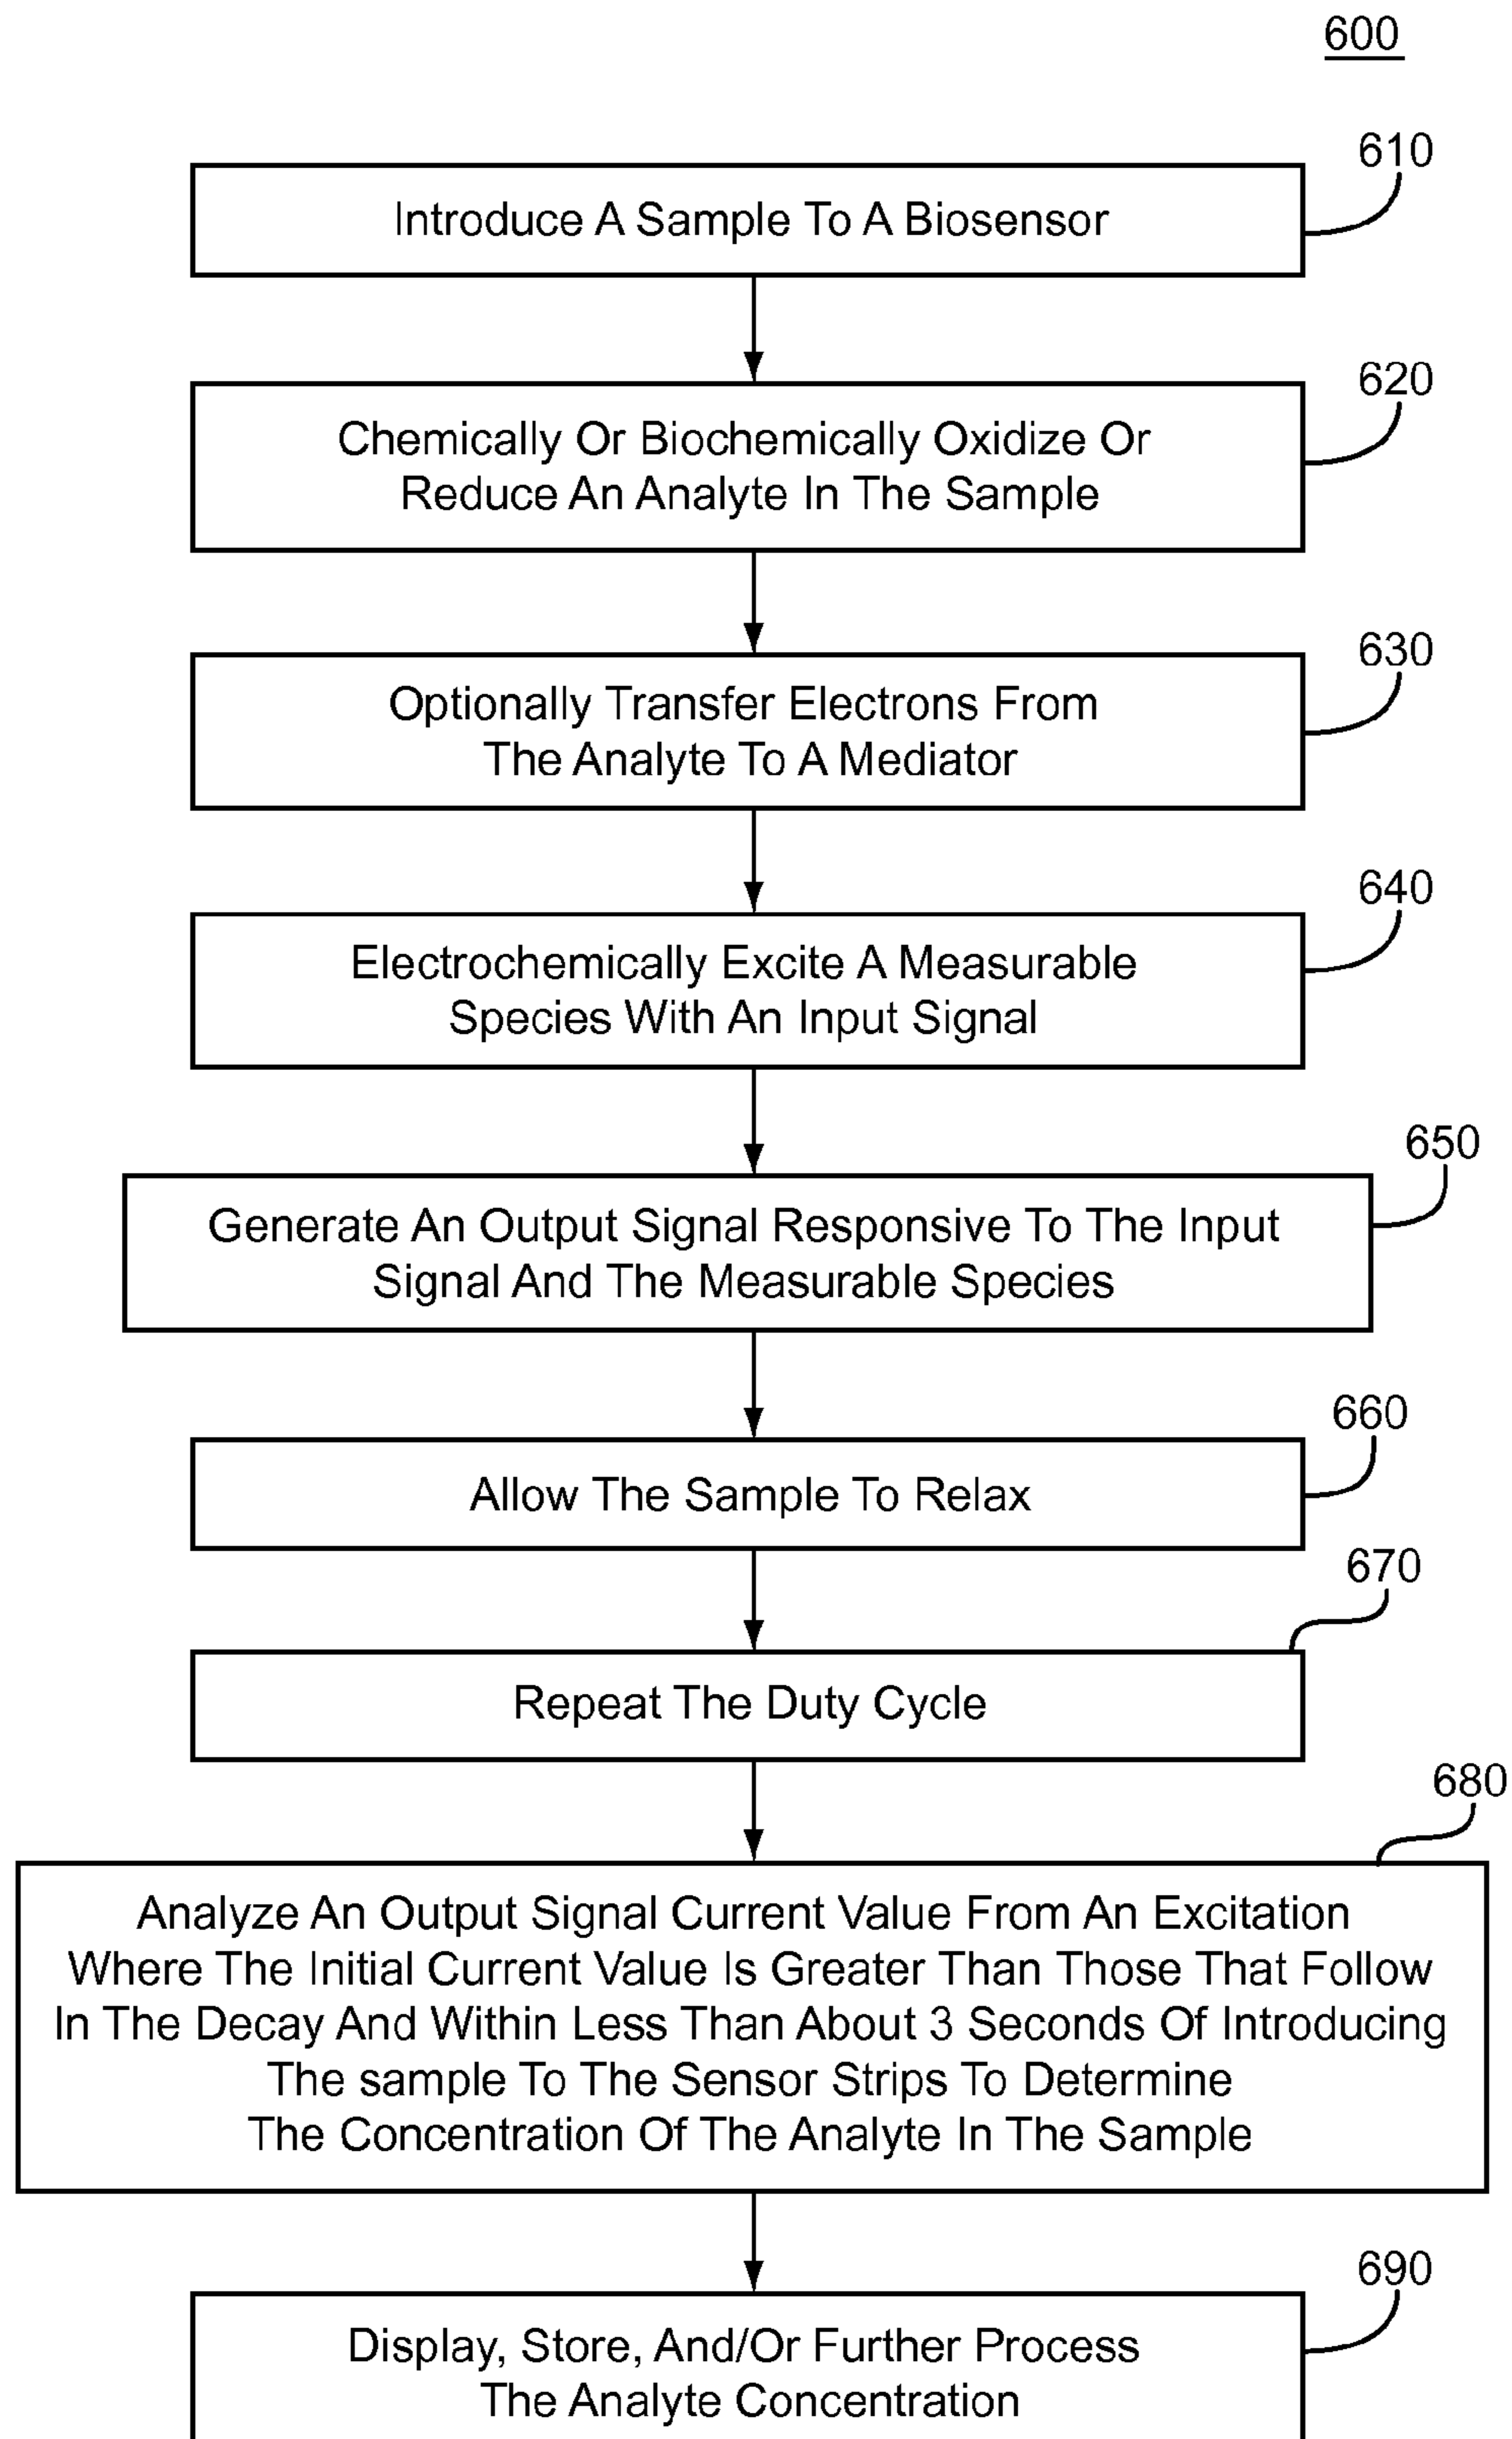 600
610
Introduce A Sample To A Biosensor
620
Chemically Or Biochemically Oxidize Or
Reduce An Analyte In The Sample
630
Optionally Transfer Electrons From
The Analyte To A Mediator
640
Electrochemically Excite A Measurable
Species With An Input Signal
650
Generate An Output Signal Responsive To The Input
Signal And The Measurable Species
660
Allow The Sample To Relax
670
Repeat The Duty Cycle
680
Analyze An Output Signal Current Value From An Excitation
Where The Initial Current Value Is Greater Than Those That Follow
In The Decay And Within Less Than About 3 Seconds Of Introducing
The sample To The Sensor Strips To Determine
The Concentration Of The Analyte In The Sample
690
Display, Store, And/Or Further Process
The Analyte Concentration